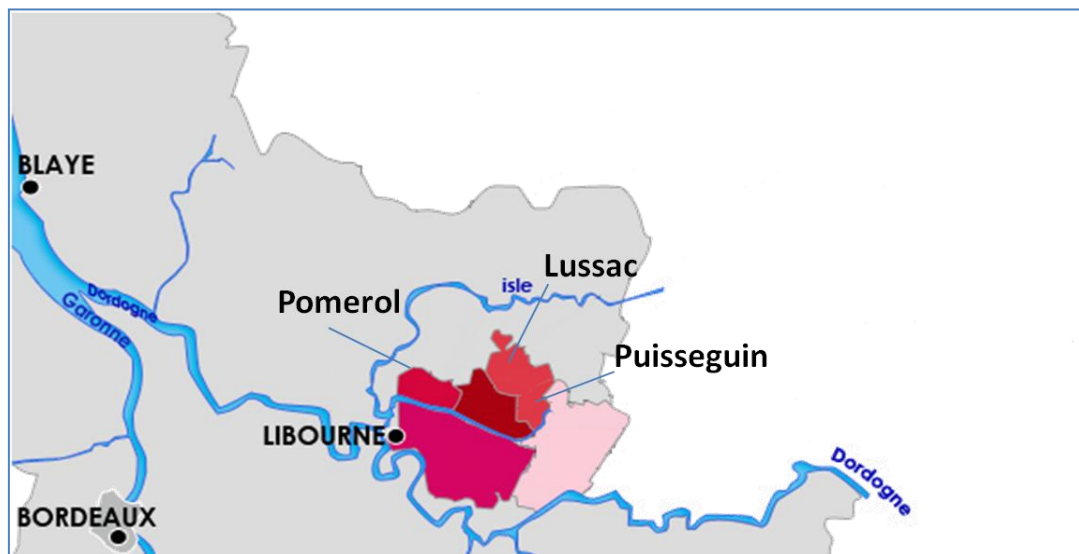 BLAYE
Lussac
isle
Dordogne
Pomerol
Garonne
Puisseguin
LIBOURNE
Dordogne
BORDEAUX